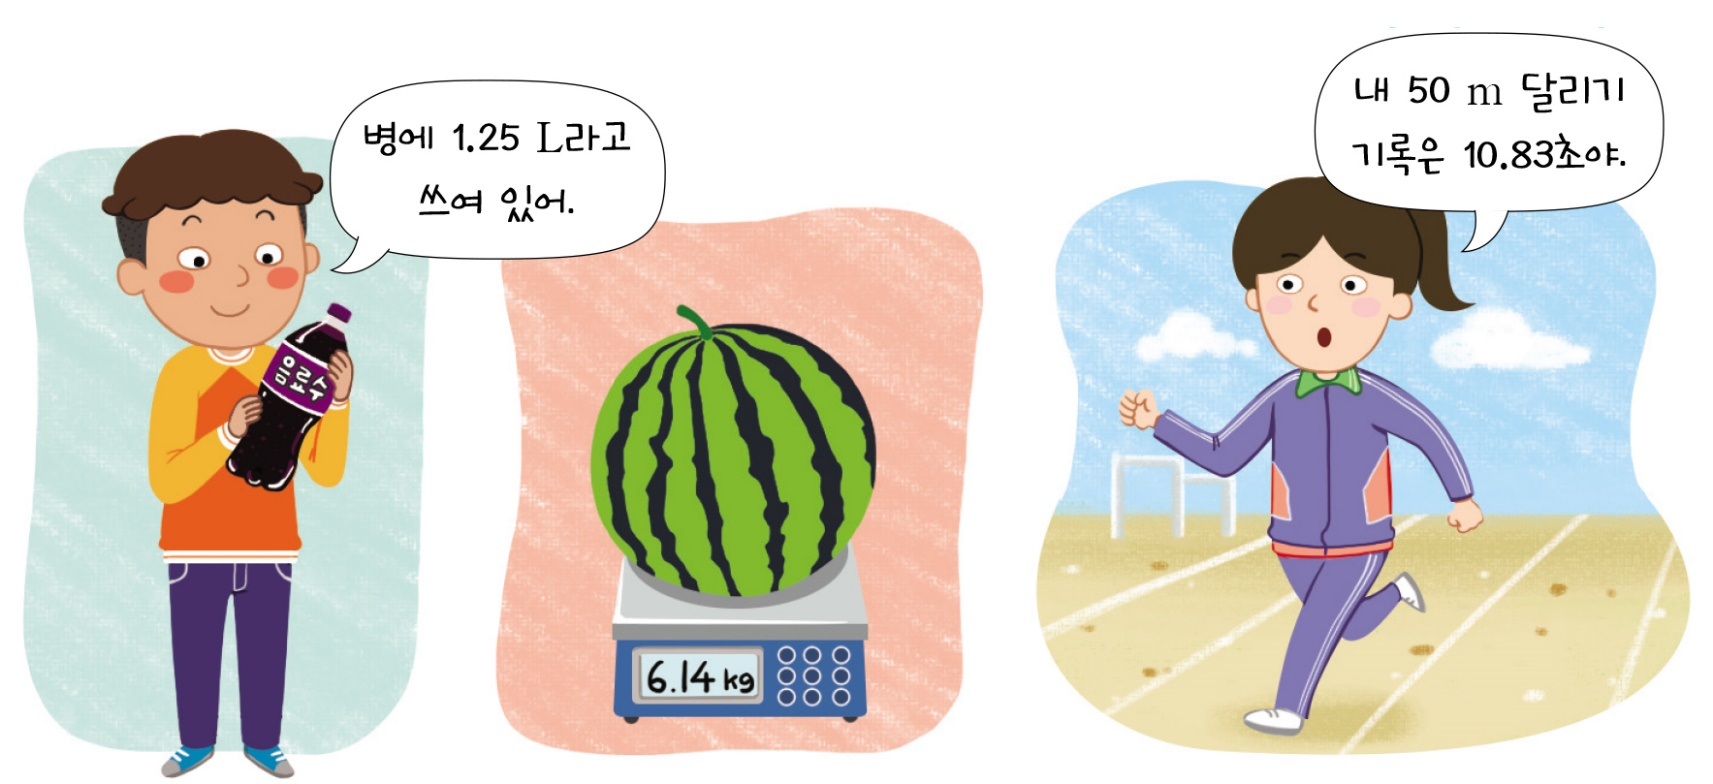 병에 1.25 L라고
쓰여 있어.
음료수
6.14 kg
내 50 m 달리기
기록은 10.83초야.